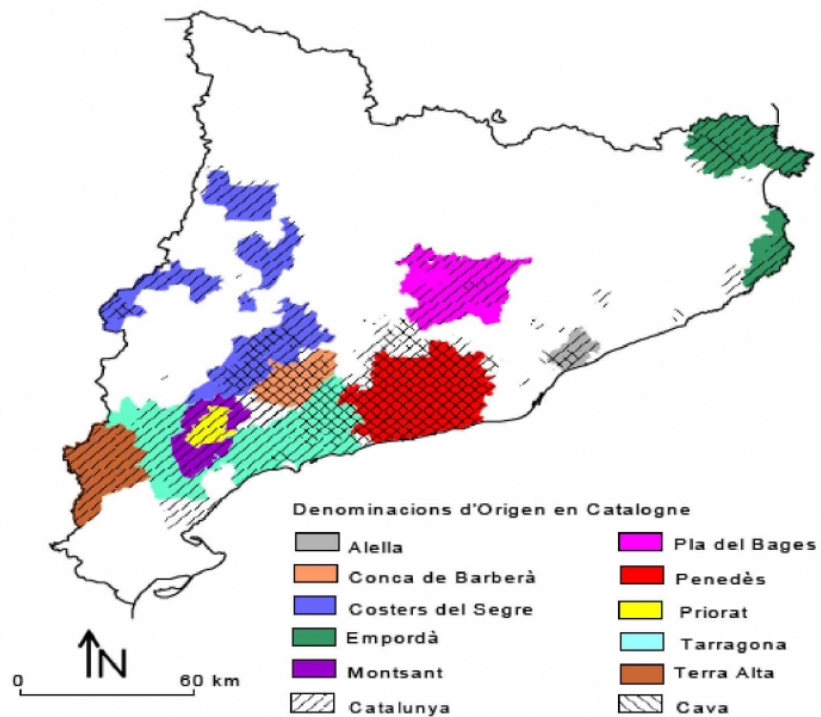 Denominacions d'Origen en Catalogne
Alella
Conca de Barberà
Costers del Segre
Empordà
Montsant
Catalunya
Pla del Bages
Penedès
Priorat
Tarragona
Terra Alta
Cava
N
0 60 km